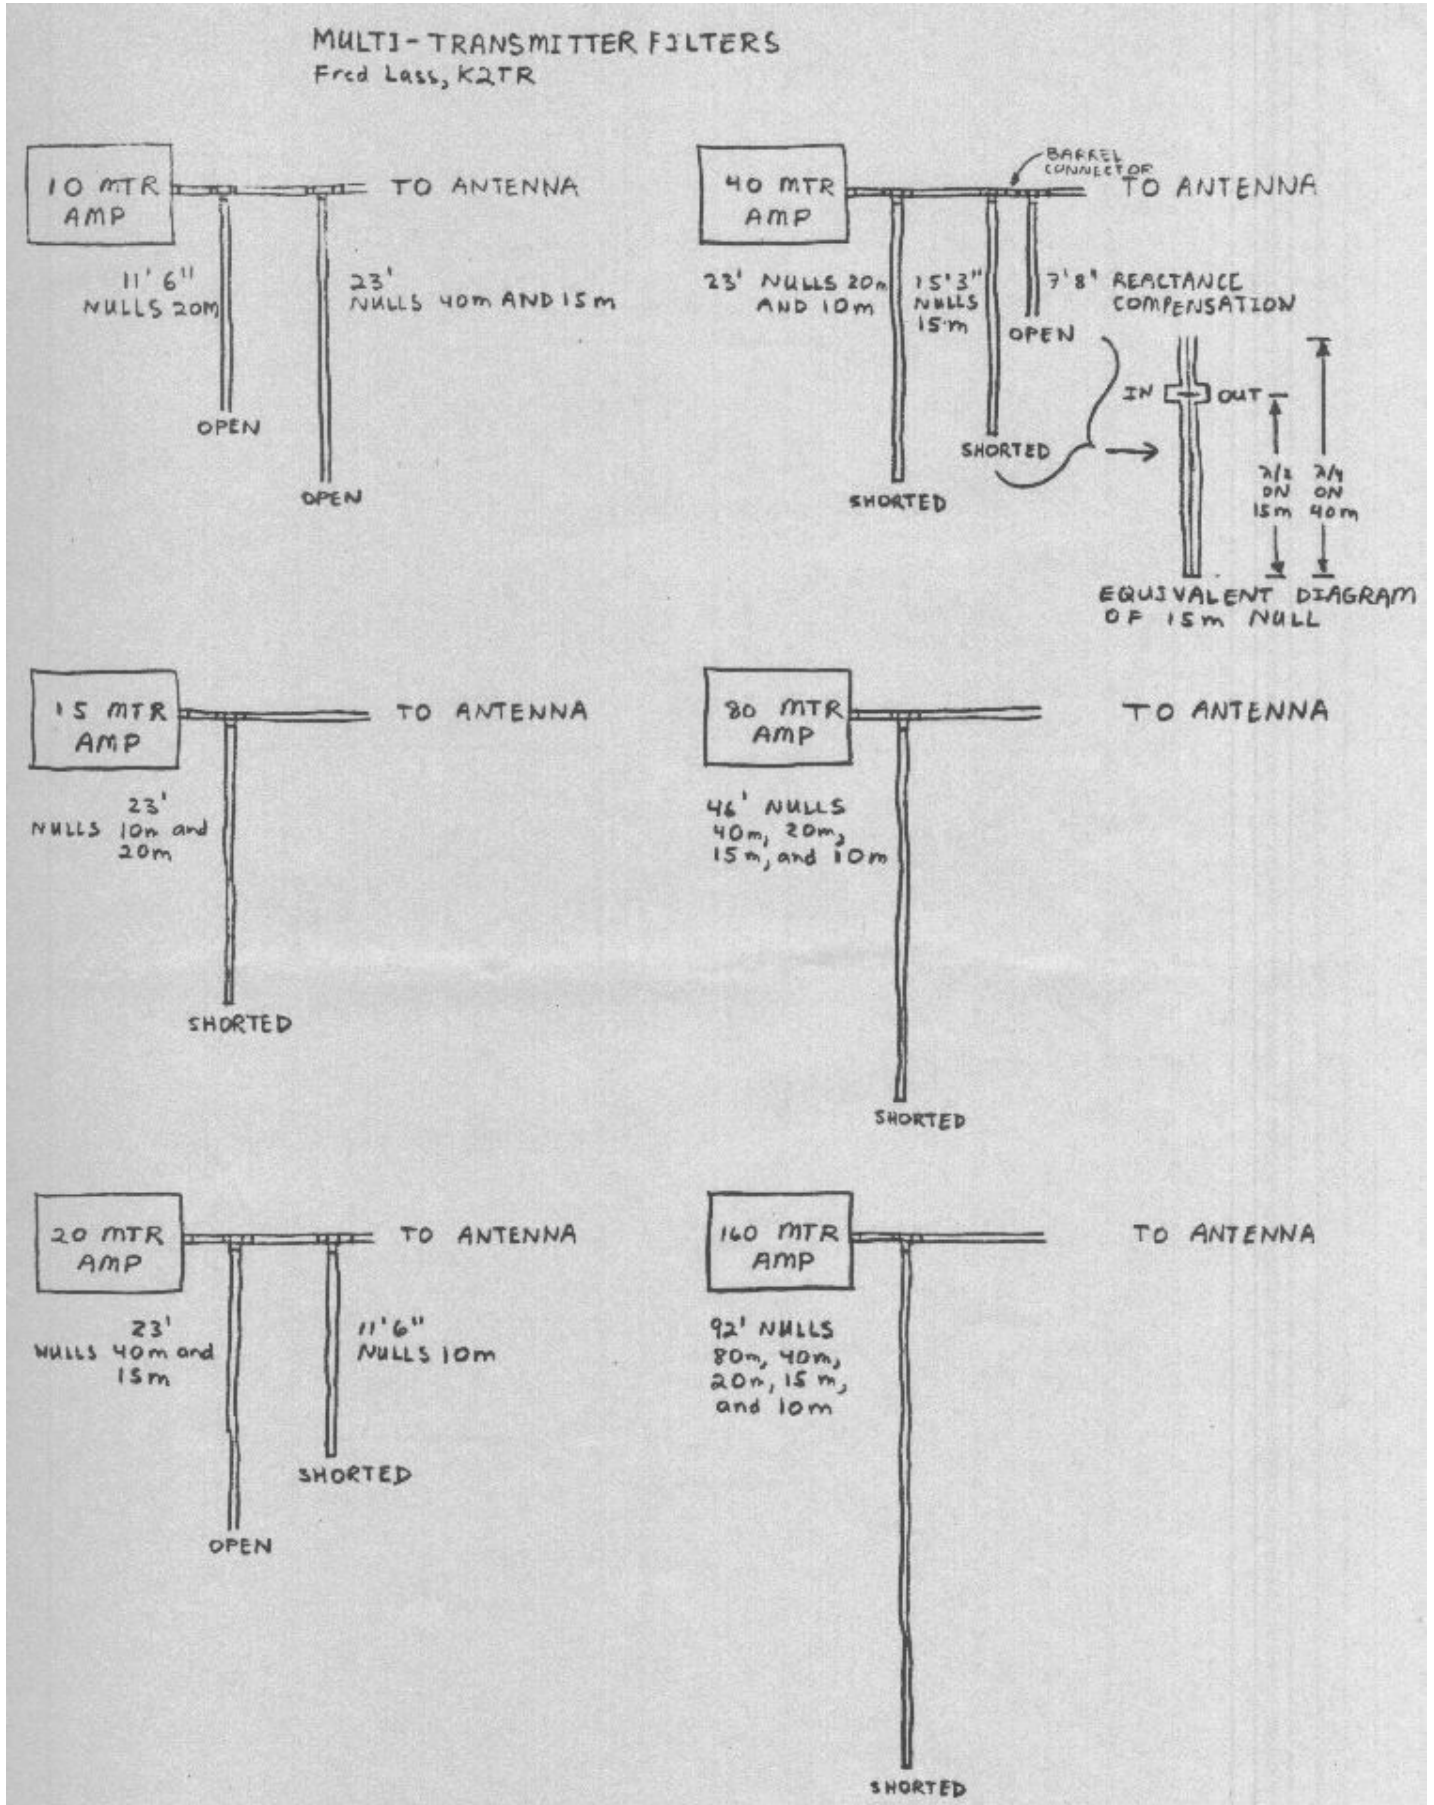 MULTI-TRANSMITTER FILTERS
Fred Lass, K2TR
10 MTR
AMP
TO ANTENNA
11' 6"
NULLS 20M
23'
NULLS 40m AND 15m
OPEN
OPEN
40 MTR
AMP
BARREL
CONNECTOR
TO ANTENNA
23' NULLS 20m
AND 10m
15'3"
NULLS
15m
7'8" REACTANCE
COMPENSATION
OPEN
SHORTED
SHORTED
IN
OUT
λ/2
ON
15m
λ/4
ON
40m
EQUIVALENT DIAGRAM
OF 15m NULL
15 MTR
AMP
TO ANTENNA
23'
NULLS 10m and
20m
SHORTED
80 MTR
AMP
TO ANTENNA
46' NULLS
40m, 20m,
15m, and 10m
SHORTED
20 MTR
AMP
TO ANTENNA
23'
NULLS 40m and
15m
11'6"
NULLS 10m
SHORTED
OPEN
160 MTR
AMP
TO ANTENNA
92' NULLS
80m, 40m,
20m, 15 m,
and 10m
SHORTED